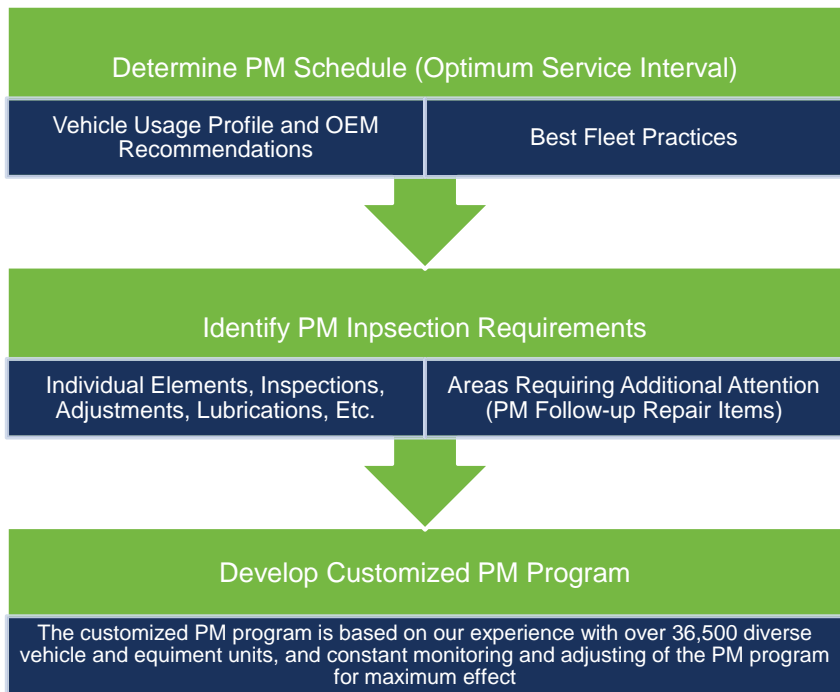 Determine PM Schedule (Optimum Service Interval)
Vehicle Usage Profile and OEM
Recommendations
Best Fleet Practices
Identify PM Inpsection Requirements
Individual Elements, Inspections,
Adjustments, Lubrications, Etc.
Areas Requiring Additional Attention
(PM Follow-up Repair Items)
Develop Customized PM Program
The customized PM program is based on our experience with over 36,500 diverse
vehicle and equiment units, and constant monitoring and adjusting of the PM program
for maximum effect